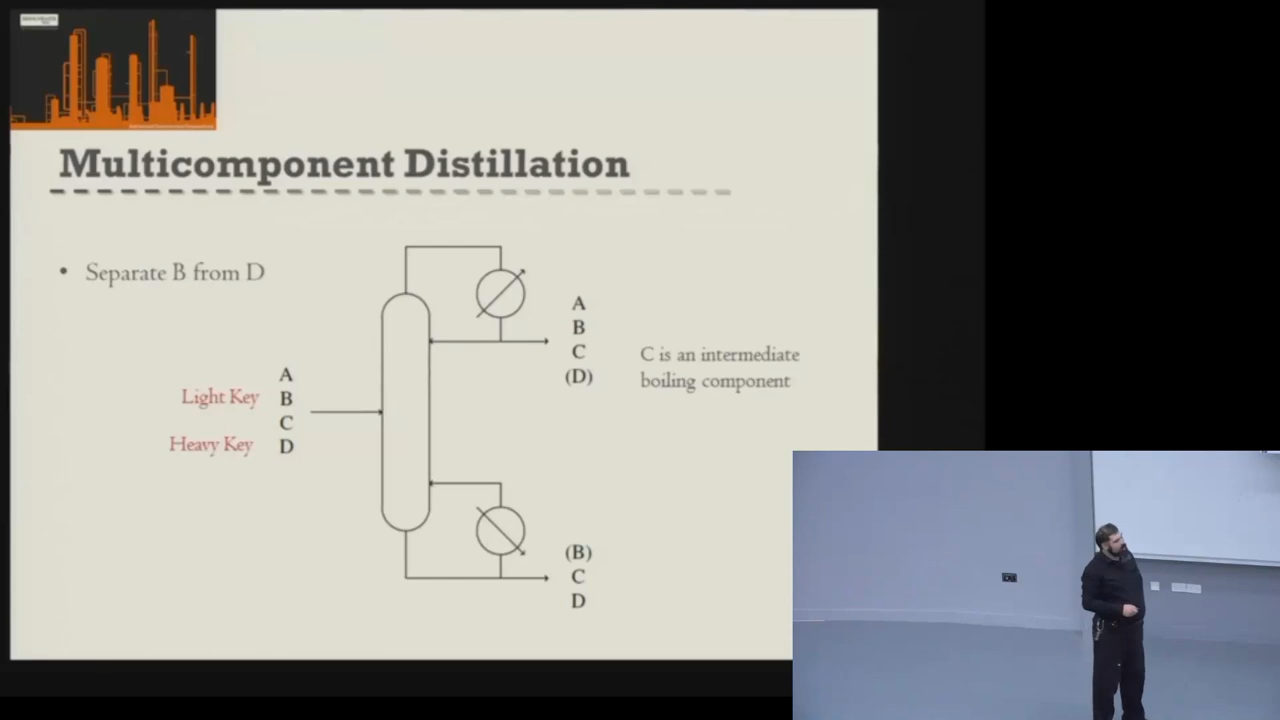 Multicomponent Distillation
• Separate B from D
A
B
C
(D)
C is an intermediate
boiling component
A
Light Key B
C
Heavy Key D
(B)
C
D